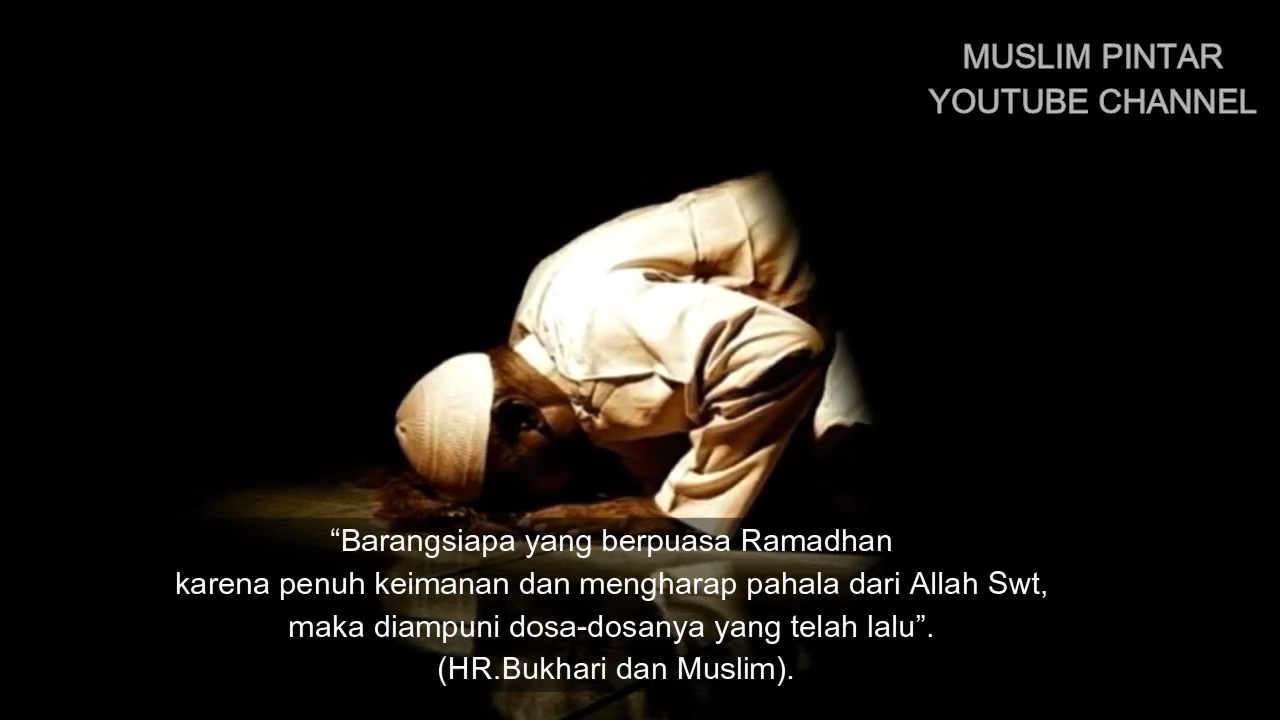 MUSLIM PINTAR
YOUTUBE CHANNEL
“Barangsiapa yang berpuasa Ramadhan
karena penuh keimanan dan mengharap pahala dari Allah Swt,
maka diampuni dosa-dosanya yang telah lalu”.
(HR.Bukhari dan Muslim).